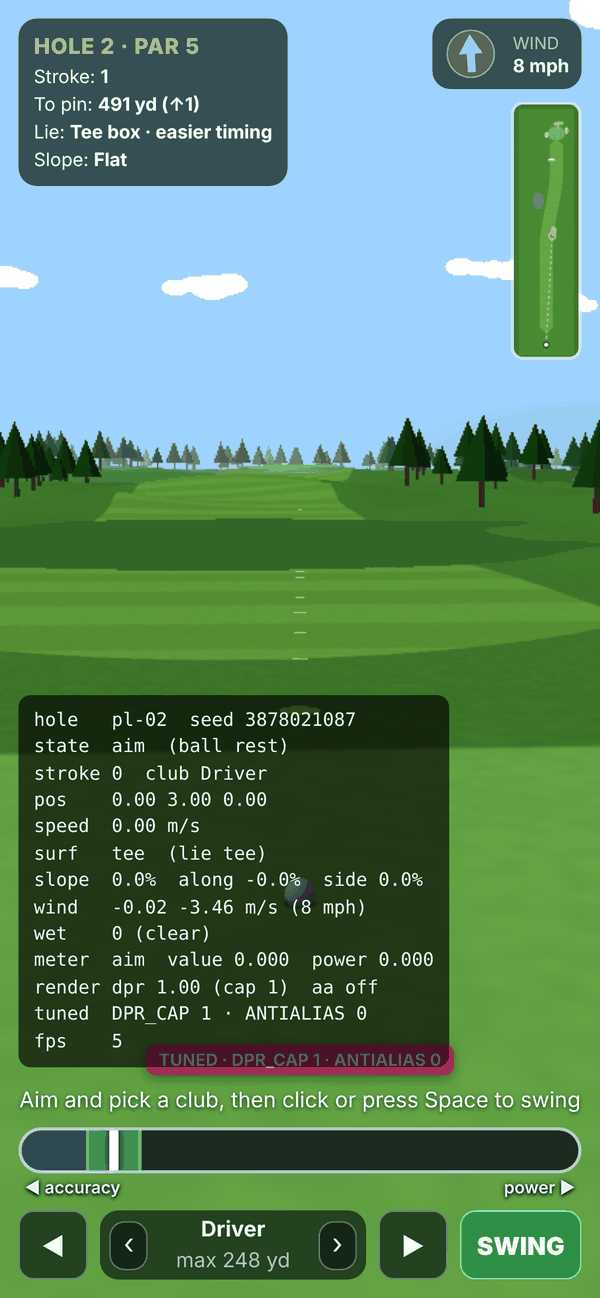 HOLE 2 · PAR 5
Stroke: 1
To pin: 491 yd (↑1)
Lie: Tee box · easier timing
Slope: Flat
WIND
8 mph
hole pl-02 seed 3878021087
state aim (ball rest)
stroke 0 club Driver
pos 0.00 3.00 0.00
speed 0.00 m/s
surf tee (lie tee)
slope 0.0% along -0.0% side 0.0%
wind -0.02 -3.46 m/s (8 mph)
wet 0 (clear)
meter aim value 0.000 power 0.000
render dpr 1.00 (cap 1) aa off
tuned DPR_CAP 1 · ANTIALIAS 0
fps 5
TUNED · DPR_CAP 1 · ANTIALIAS 0
Aim and pick a club, then click or press Space to swing
◀ accuracy power ▶
◀ ‹ Driver › ▶ SWING
max 248 yd